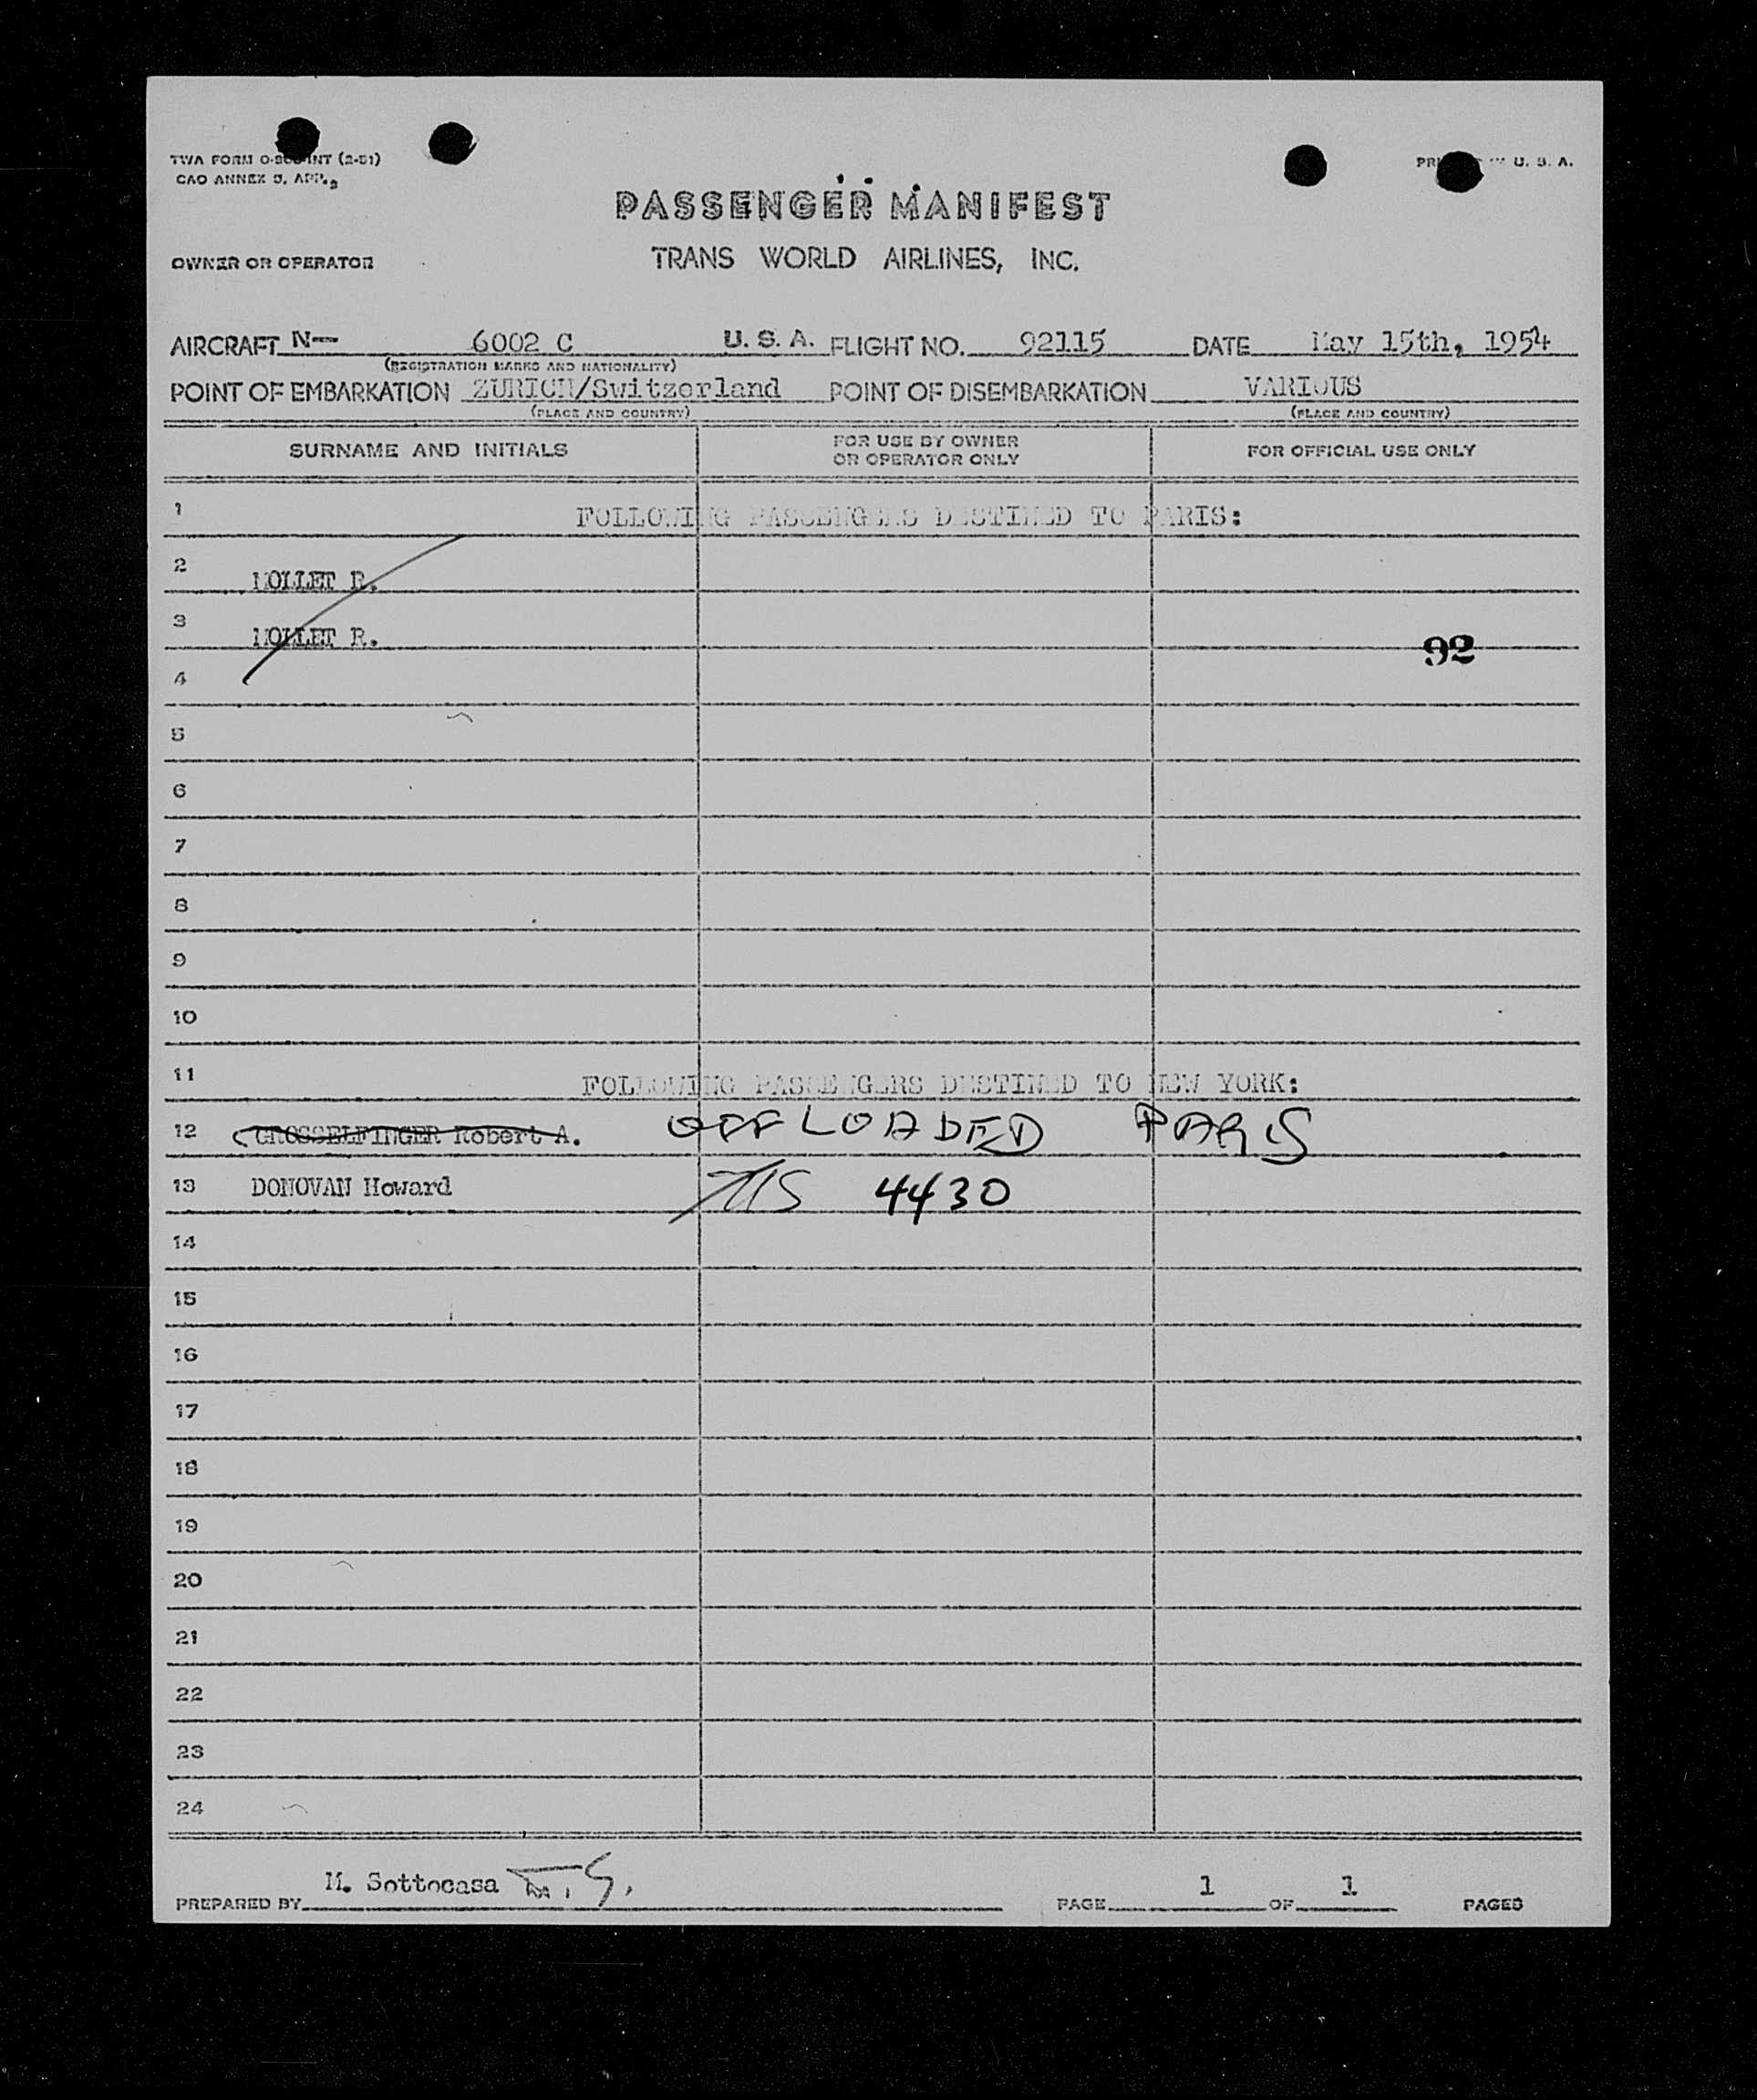 TWA FORM O- INT (2-51)
CAO ANNEX 9, APP. 3
U. S. A.
PASSENGER MANIFEST
OWNER OR OPERATOR TRANS WORLD AIRLINES, INC.
AIRCRAFT N— 6002 C U. S. A. FLIGHT NO. 92115 DATE May 15th, 1954
(REGISTRATION MARKS AND NATIONALITY)
POINT OF EMBARKATION ZURICH/Switzerland POINT OF DISEMBARKATION VARIOUS
(PLACE AND COUNTRY) (PLACE AND COUNTRY)
SURNAME AND INITIALS FOR USE BY OWNER OR OPERATOR ONLY FOR OFFICIAL USE ONLY
1 FOLLOWING PASSENGERS DESTINED TO PARIS:
2 MOLLET
3 MOLLET R.
92
4
5
6
7
8
9
10
11 FOLLOWING PASSENGERS DESTINED TO NEW YORK:
12 GROSSELFINGER Robert A. OFFLOADED PARIS
13 DONOVAN Howard 4430
14
15
16
17
18
19
20
21
22
23
24
PREPARED BY M. Sottocasa M. S. PAGE 1 OF 1 PAGES